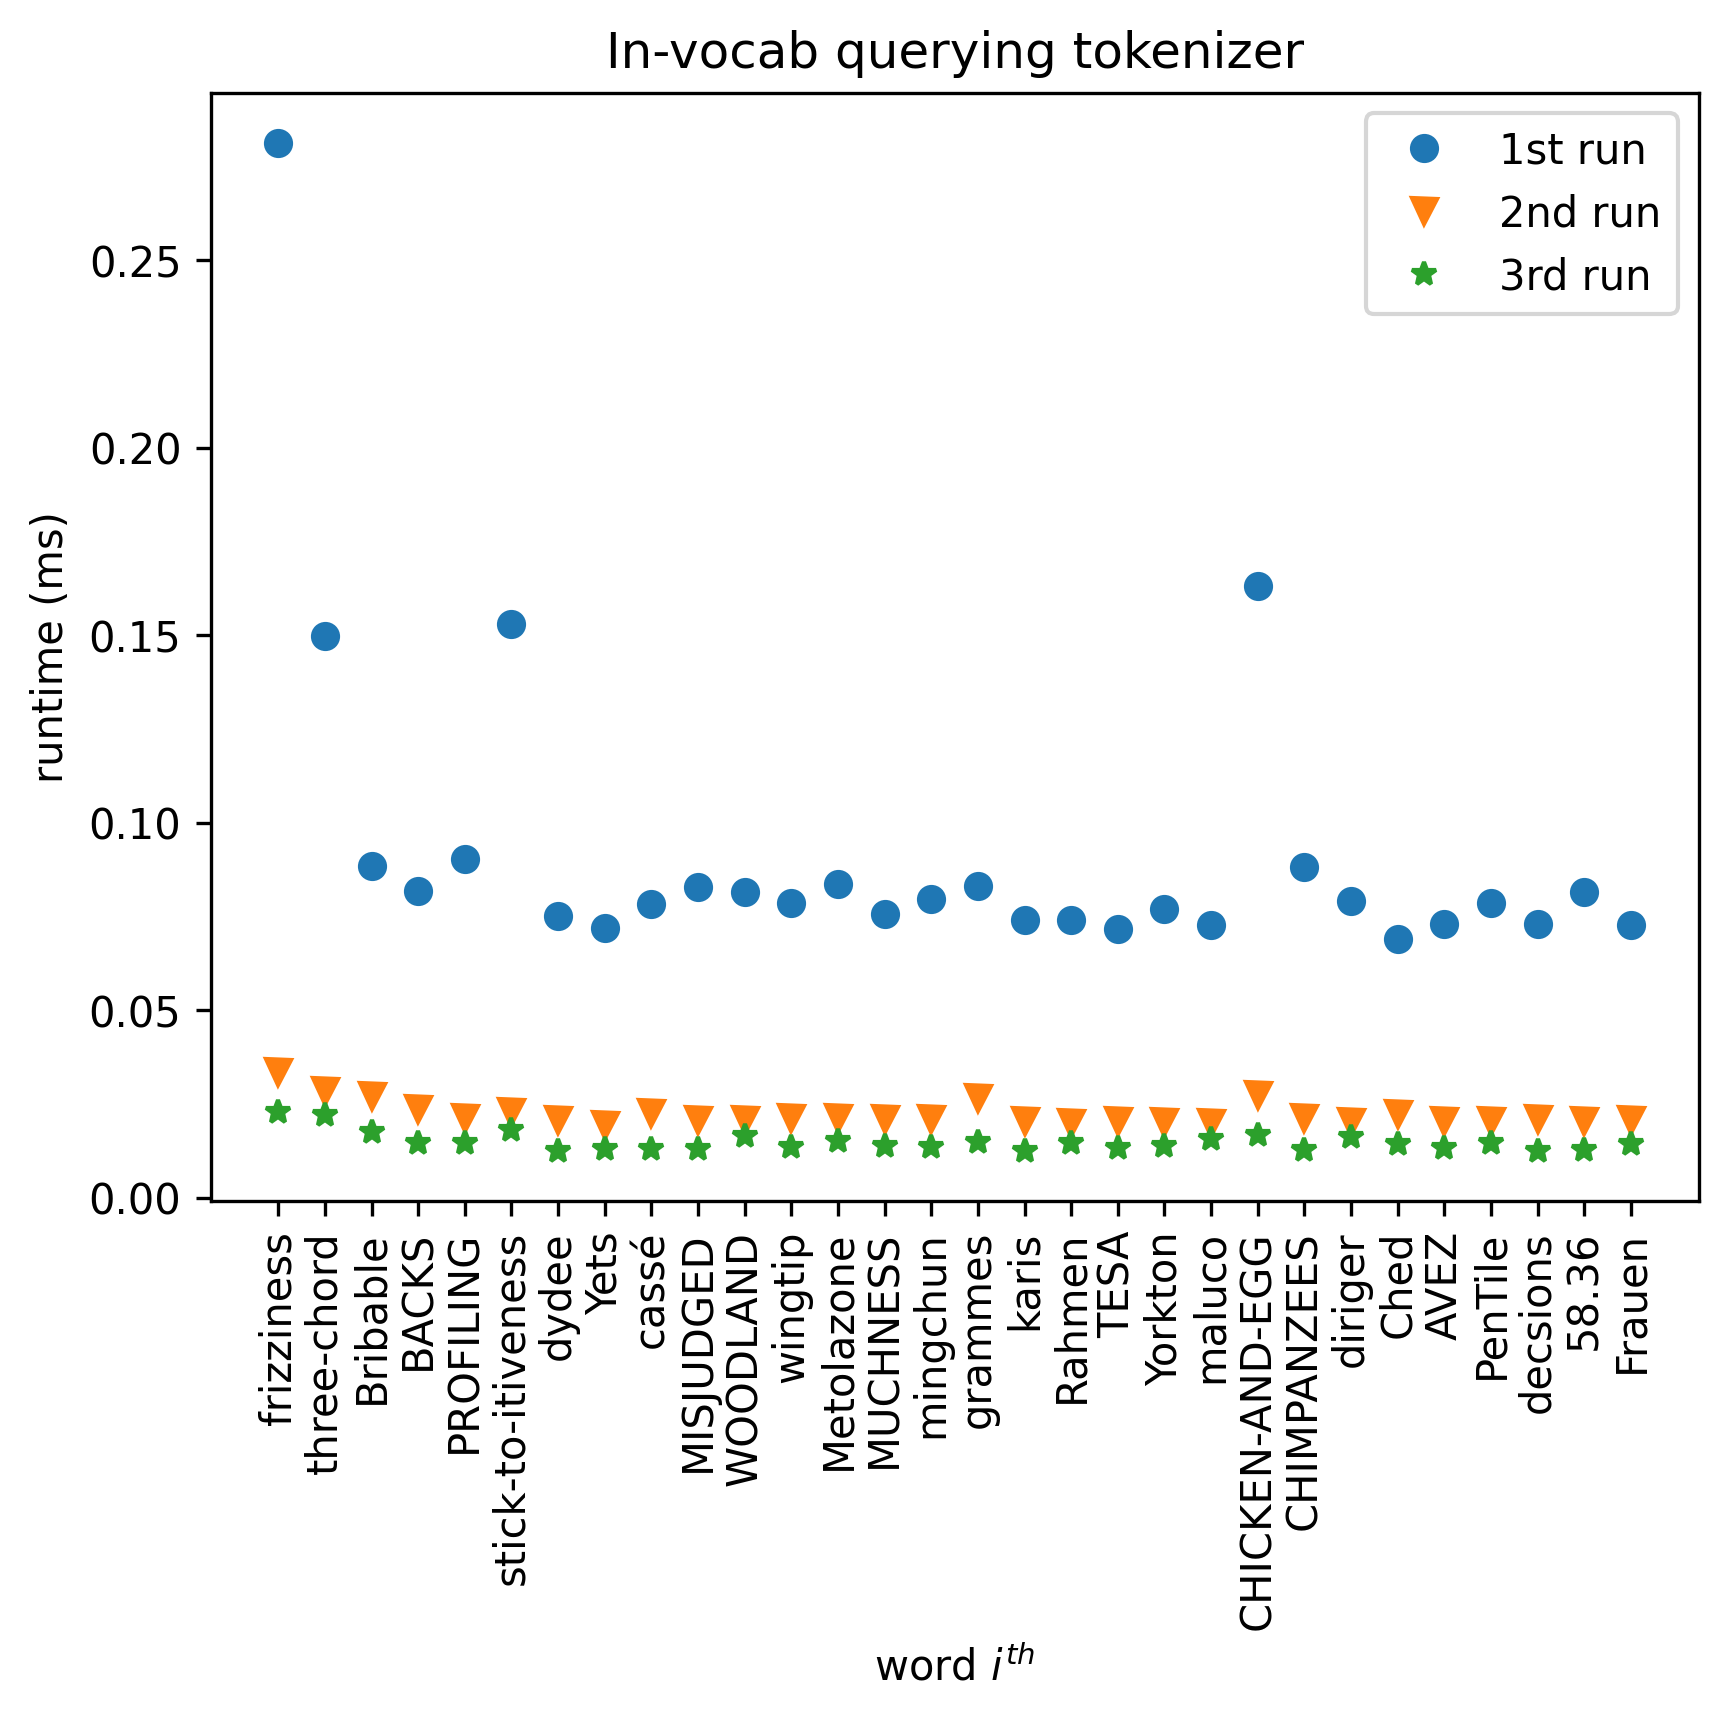 In-vocab querying tokenizer
1st run
2nd run
3rd run
runtime (ms)
0.25
0.20
0.15
0.10
0.05
0.00
frizziness
three-chord
Bribable
BACKS
PROFILING
stick-to-itiveness
dydee
Yets
cassé
MISJUDGED
WOODLAND
wingtip
Metolazone
MUCHNESS
mingchun
grammes
karis
Rahmen
TESA
Yorkton
maluco
CHICKEN-AND-EGG
CHIMPANZEES
diriger
Ched
AVEZ
PenTile
decsions
58.36
Frauen
word i^th